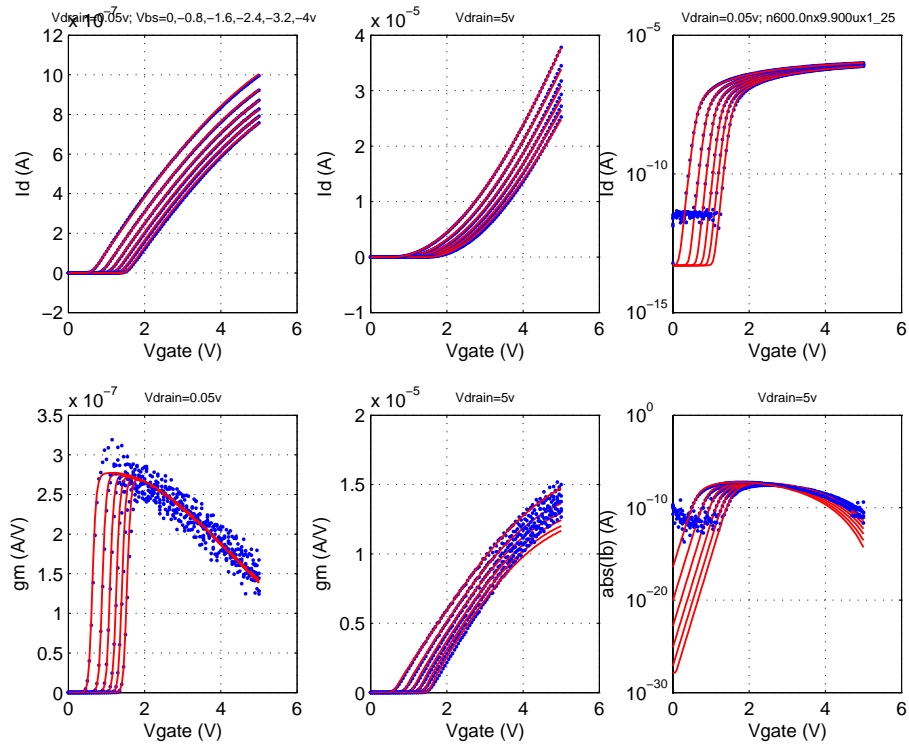 x 10−7
Vdrain=0.05v; Vbs=0,−0.8,−1.6,−2.4,−3.2,−4v
10
8
6
4
2
0
−2
Id (A)
0 2 4 6
Vgate (V)
x 10−5
Vdrain=5v
4
3
2
1
0
−1
Id (A)
0 2 4 6
Vgate (V)
Vdrain=0.05v; n600.0nx9.900ux1_25
10−5
10−10
10−15
Id (A)
0 2 4 6
Vgate (V)
x 10−7
Vdrain=0.05v
3.5
3
2.5
2
1.5
1
0.5
0
gm (A/V)
0 2 4 6
Vgate (V)
x 10−5
Vdrain=5v
2
1.5
1
0.5
0
gm (A/V)
0 2 4 6
Vgate (V)
Vdrain=5v
100
10−10
10−20
10−30
abs(Ib) (A)
0 2 4 6
Vgate (V)